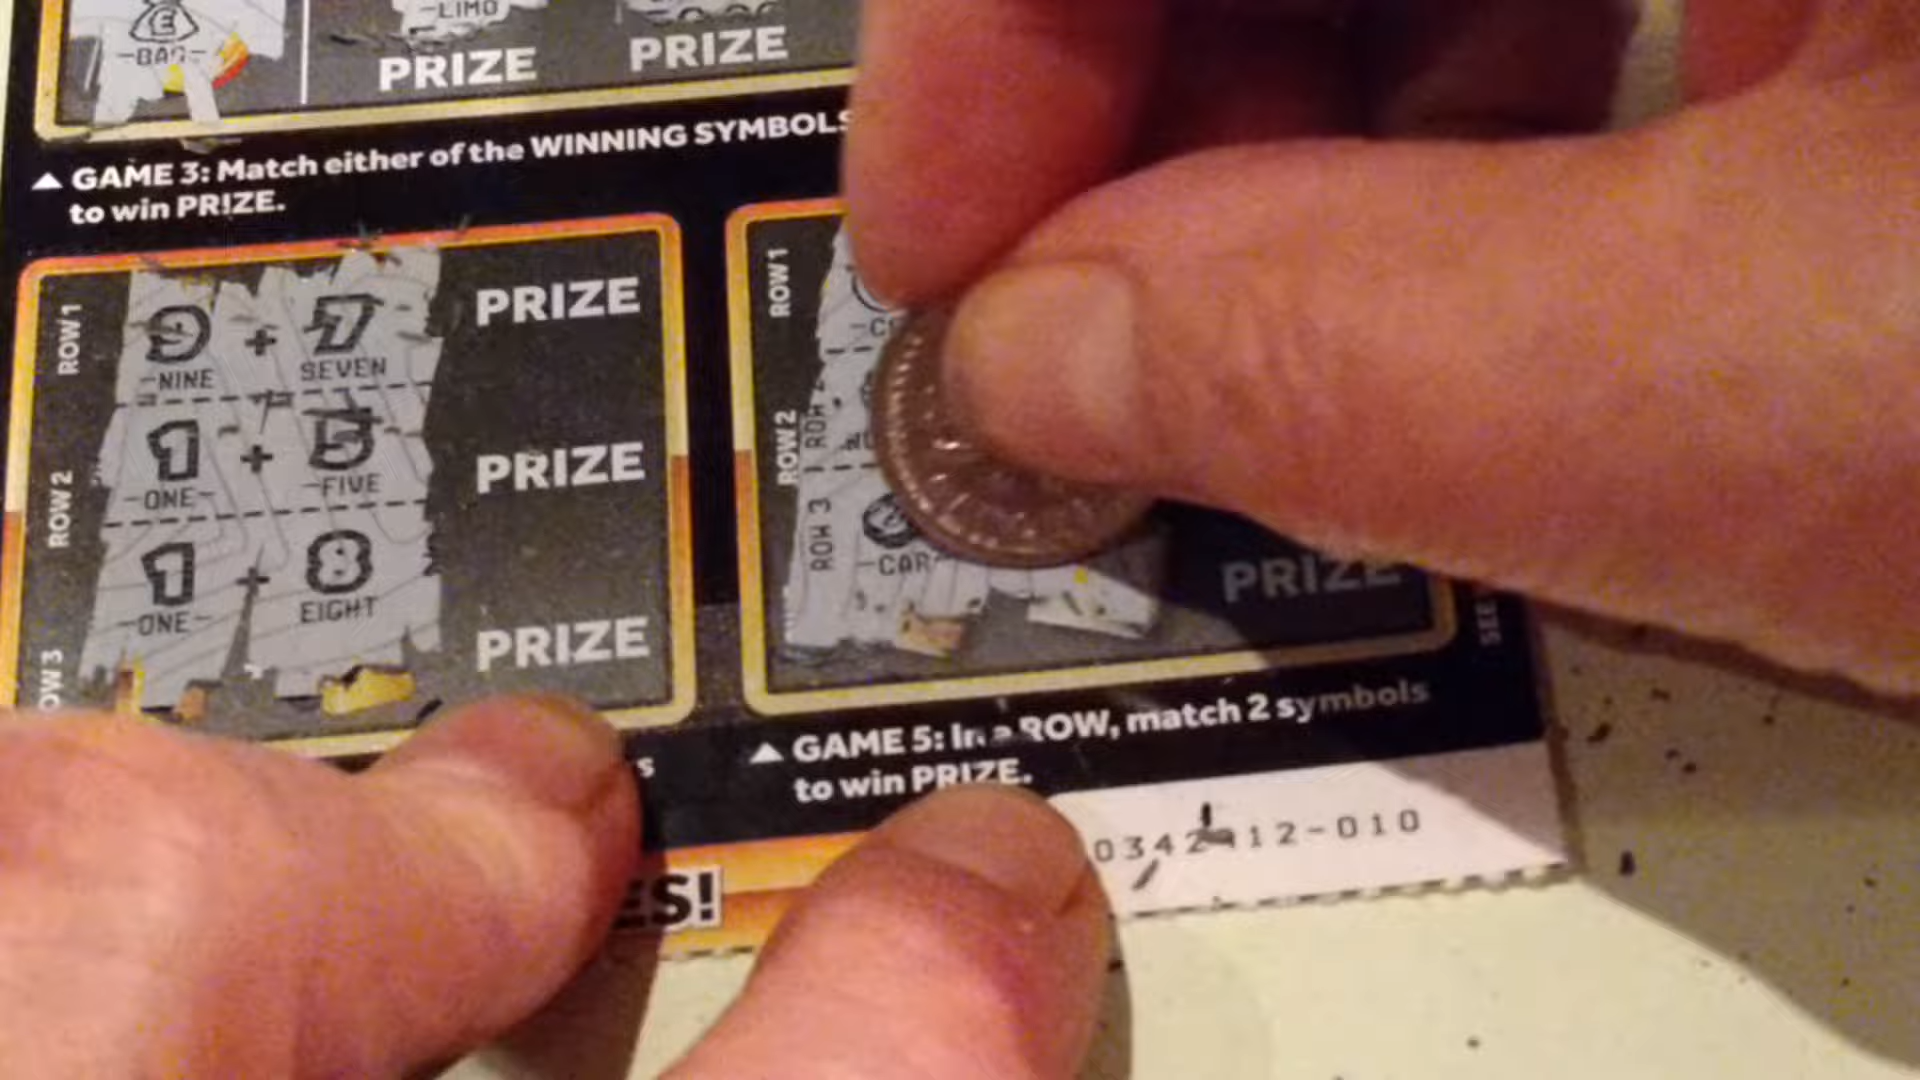 -BAG-
-LIMO
PRIZE
PRIZE
GAME 3: Match either of the WINNING SYMBOLS
to win PRIZE.
ROW 1
9 + 7
-NINE SEVEN
PRIZE
ROW 2
1 + 5
-ONE- -FIVE
PRIZE
ROW 3
1 + 8
-ONE- EIGHT
PRIZE
ROW 1
ROW 2
ROW 2
ROW 3
-CAR-
PRIZE
GAME 5: In a ROW, match 2 symbols
to win PRIZE.
12-010